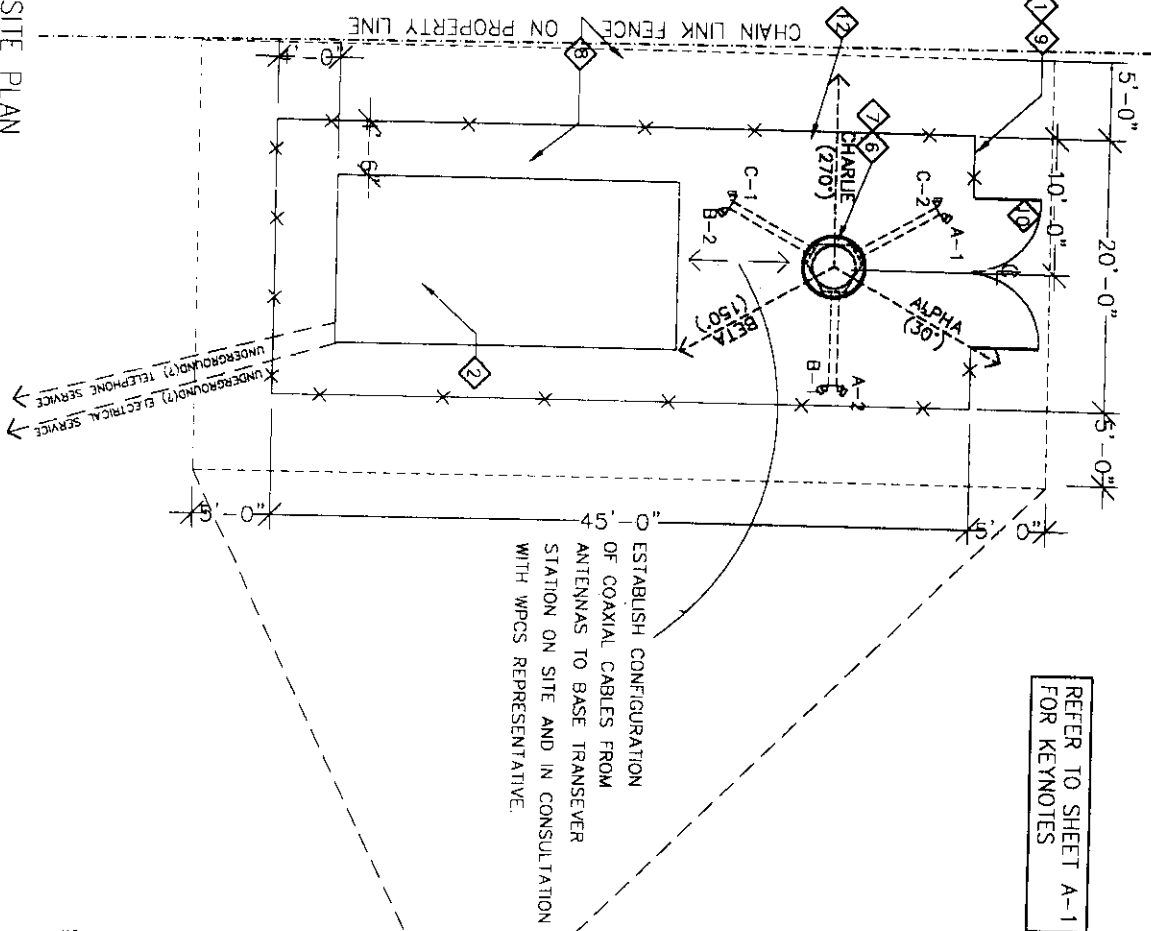 SITE PLAN
CHAIN LINK FENCE ON PROPERTY LINE
1
9
12
18
7
6
10
2
5'-0"
10'-0"
20'-0"
5'-0"
4'-0"
4'
6"
CHARLIE
(270°)
C-2
A-1
C-1
B-2
ALPHA
(30°)
BETA
(150°)
B-
A-2
UNDERGROUND(?) TELEPHONE SERVICE
UNDERGROUND(?) ELECTRICAL SERVICE
5'-0"
45'-0"
5' 0"
ESTABLISH CONFIGURATION
OF COAXIAL CABLES FROM
ANTENNAS TO BASE TRANSEVER
STATION ON SITE AND IN CONSULTATION
WITH WPCS REPRESENTATIVE.
REFER TO SHEET A-1
FOR KEYNOTES